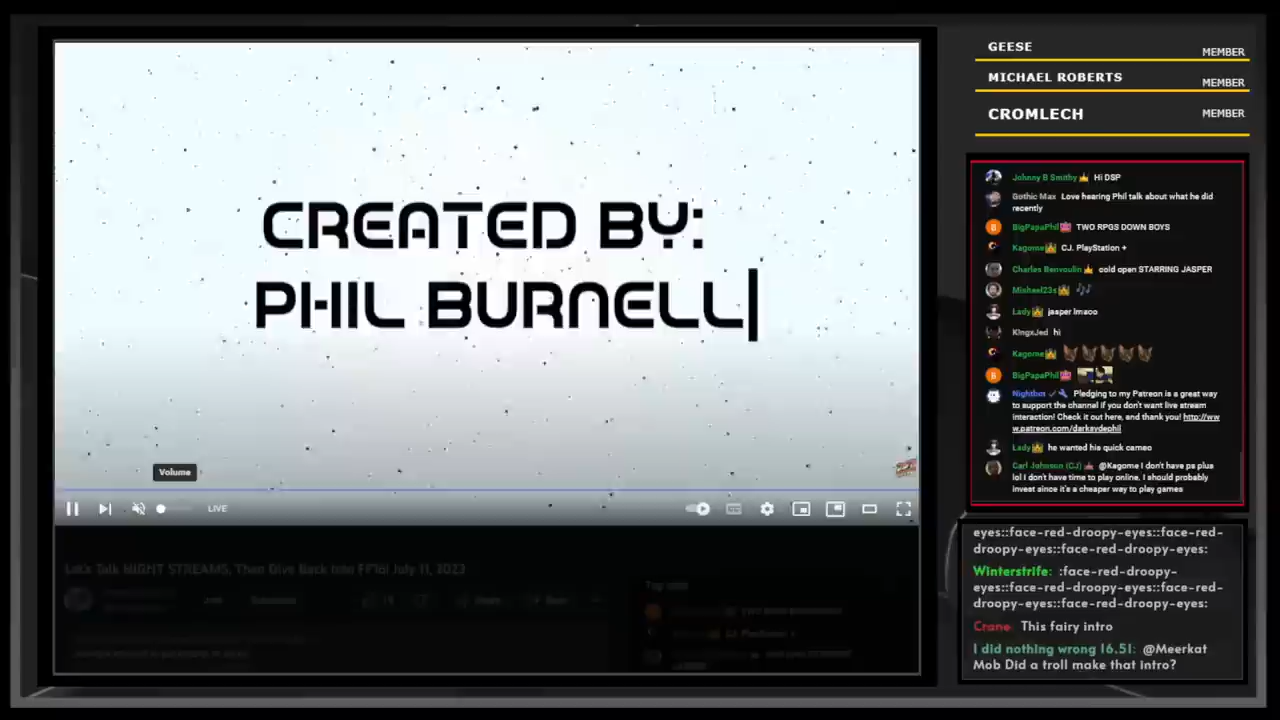 CREATED BY:
PHIL BURNELL
Volume
LIVE
Let's Talk NIGHT STREAMS, Then Dive Back Into FF16! July 11, 2023
Join
Top chat
GEESE
MEMBER
MICHAEL ROBERTS
MEMBER
CROMLECH
MEMBER
Johnny B Smithy Hi DSP
Gothic Max Love hearing Phil talk about what he did
recently
BigPapaPhil TWO RPGS DOWN BOYS
Kagome CJ. PlayStation +
Charles Benvoulin cold open STARRING JASPER
Mishael23s
Lady jasper lmaoo
KingxJed hi
Kagome
BigPapaPhil
Nightbot Pledging to my Patreon is a great way
to support the channel if you don't want live stream
interaction! Check it out here, and thank you! http://ww
w.patreon.com/darksydephil
Lady he wanted his quick cameo
Carl Johnson (CJ) @Kagome I don't have ps plus
lol I don't have time to play online. I should probably
invest since it's a cheaper way to play games
eyes::face-red-droopy-eyes::face-red-
droopy-eyes::face-red-droopy-eyes:
Winterstrife: :face-red-droopy-
eyes::face-red-droopy-eyes::face-red-
droopy-eyes::face-red-droopy-eyes:
Crane: This fairy intro
I did nothing wrong 16.51: @Meerkat
Mob Did a troll make that intro?